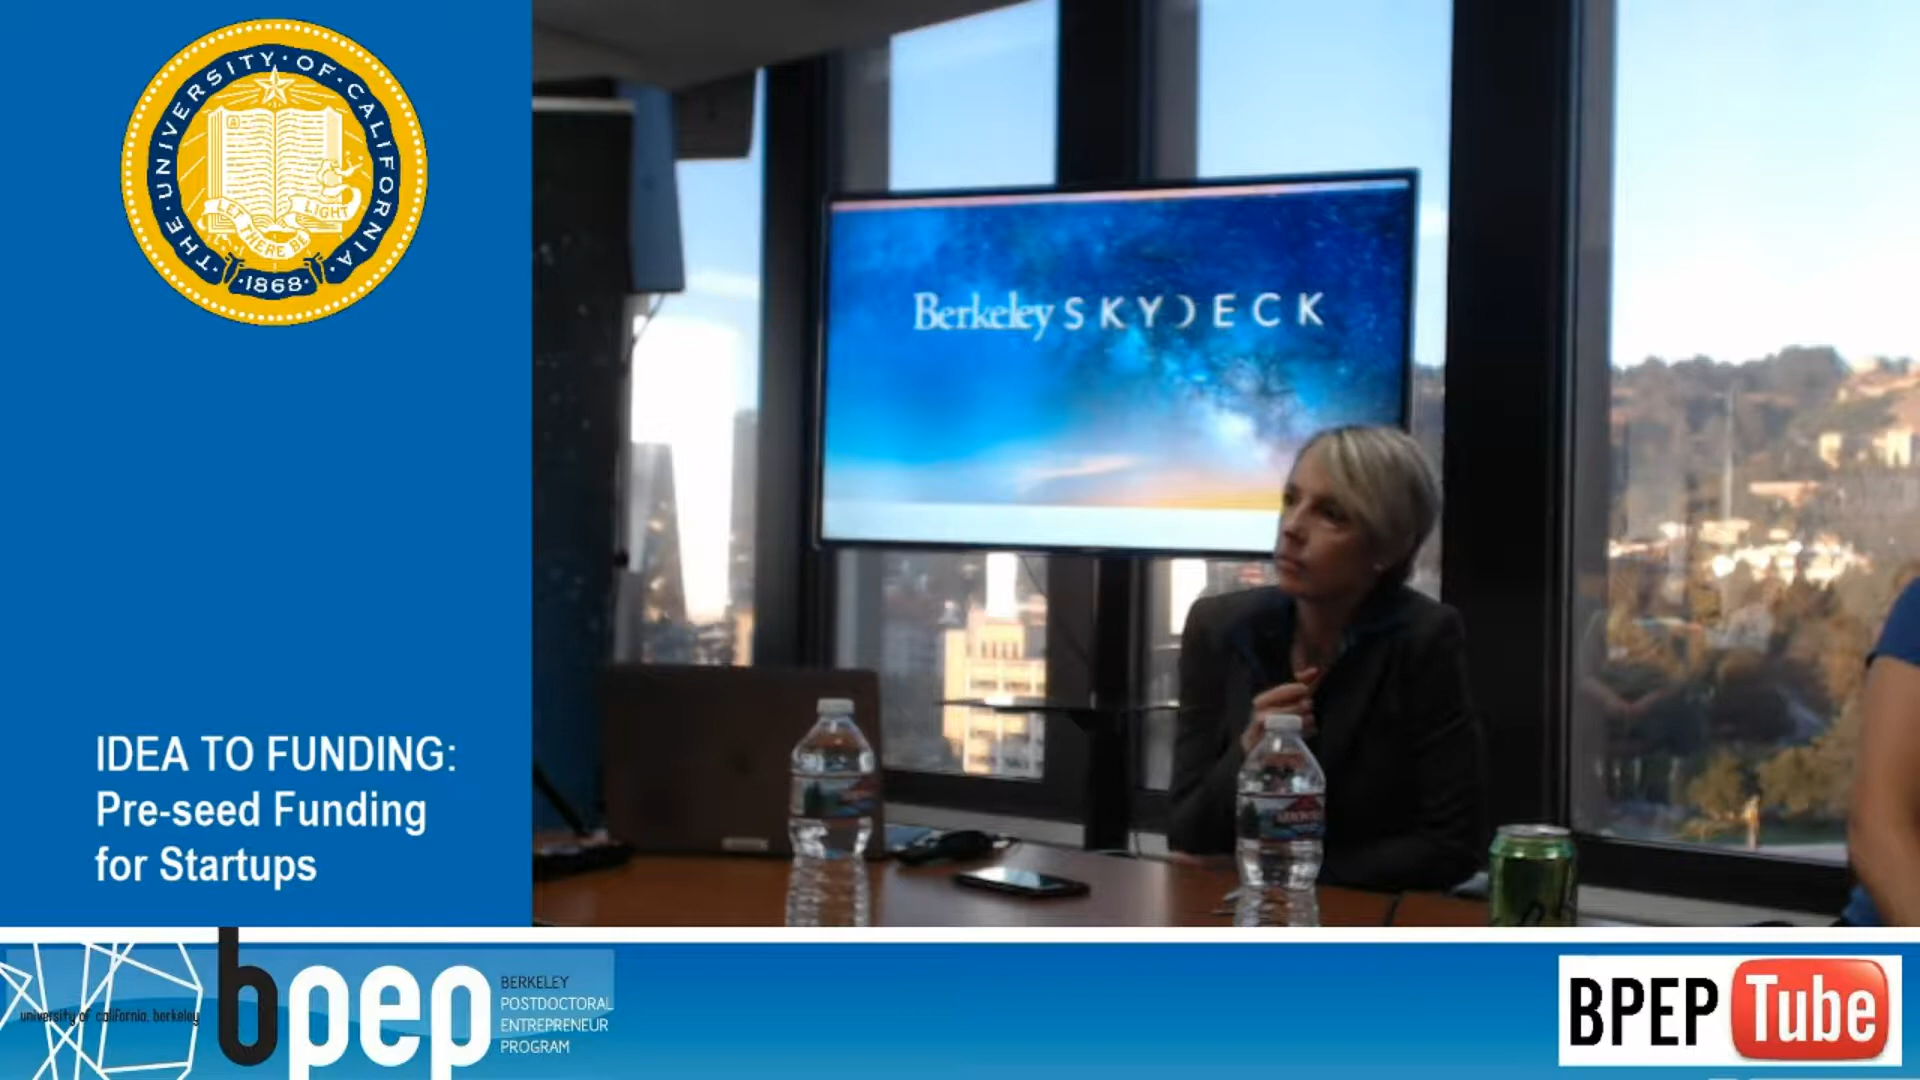 THE·UNIVERSITY·OF·CALIFORNIA
A
LET THERE BE LIGHT
·1868·
Berkeley SKYDECK
IDEA TO FUNDING:
Pre-seed Funding
for Startups
university of california, berkeley
bpep
BERKELEY
POSTDOCTORAL
ENTREPRENEUR
PROGRAM
BPEP Tube